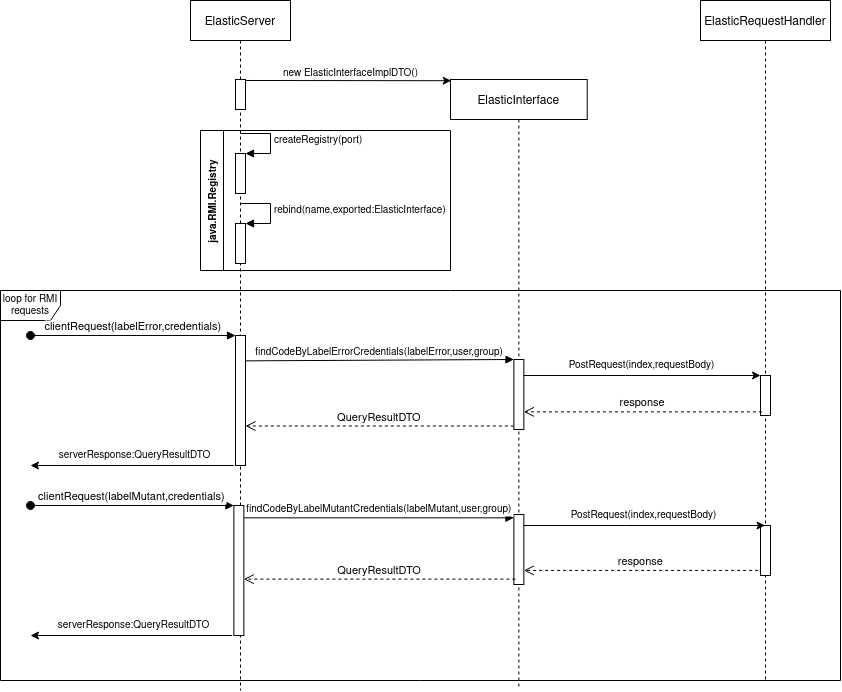 ElasticServer
ElasticRequestHandler
new ElasticInterfaceImplDTO()
ElasticInterface
java.RMI.Registry
createRegistry(port)
rebind(name,exported:ElasticInterface)
loop for RMI
requests
clientRequest(labelError,credentials)
findCodeByLabelErrorCredentials(labelError,user,group)
PostRequest(index,requestBody)
response
QueryResultDTO
serverResponse:QueryResultDTO
clientRequest(labelMutant,credentials)
findCodeByLabelMutantCredentials(labelMutant,user,group)
PostRequest(index,requestBody)
response
QueryResultDTO
serverResponse:QueryResultDTO